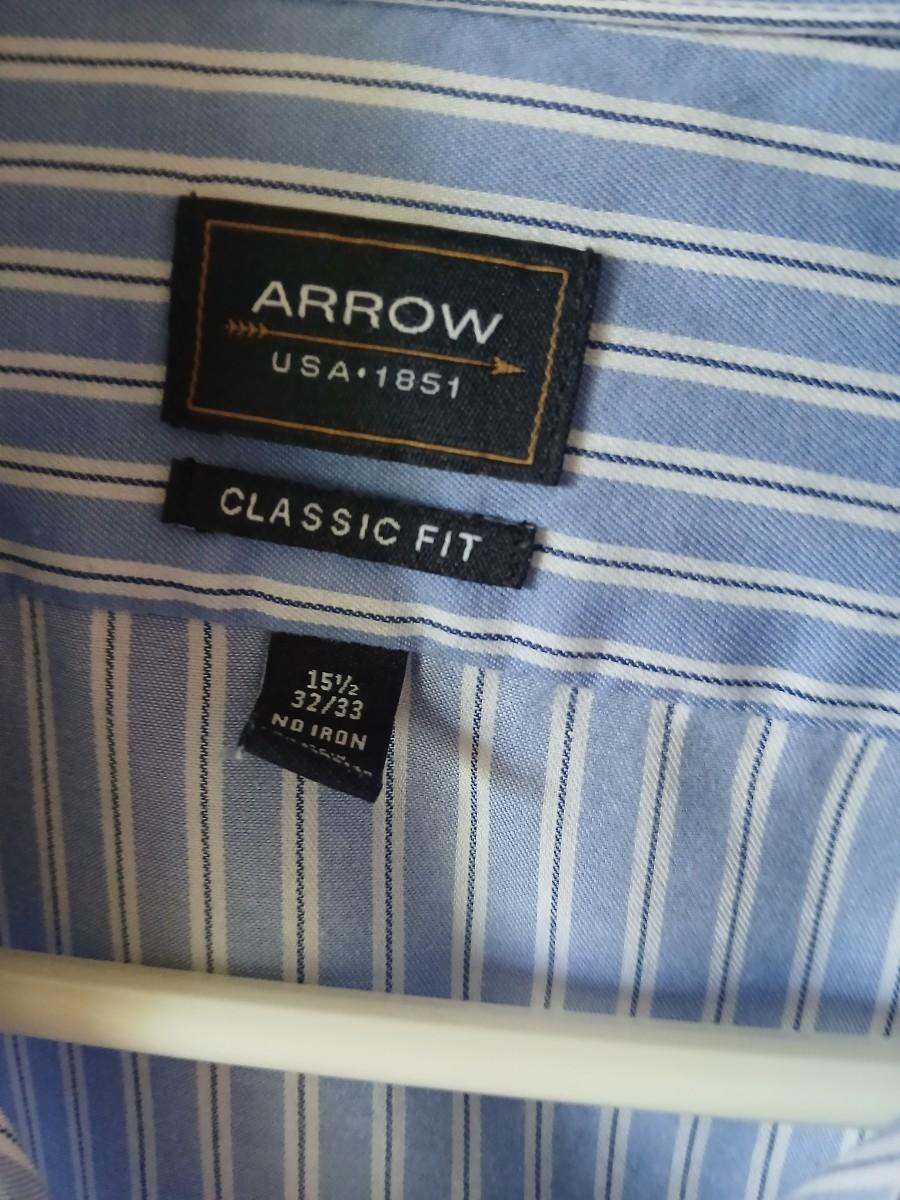 ARROW
USA•1851
CLASSIC FIT
15½
32/33
NO IRON